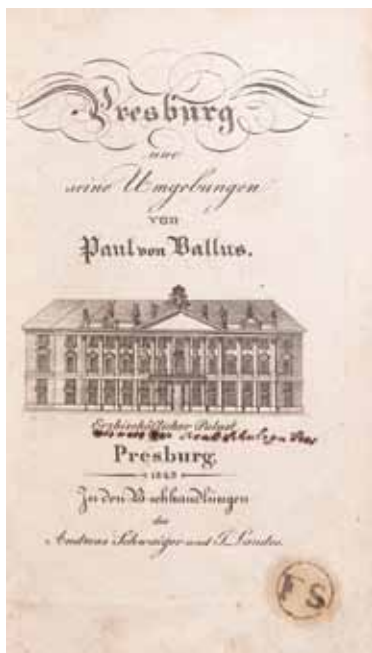 Presburg
und
seine Umgebungen
von
Paul von Ballus.
Erzbischöflicher Palast
Presburg.
In den Buchhandlungen
des
Andreas Schwaiger und I. Landes.
FS